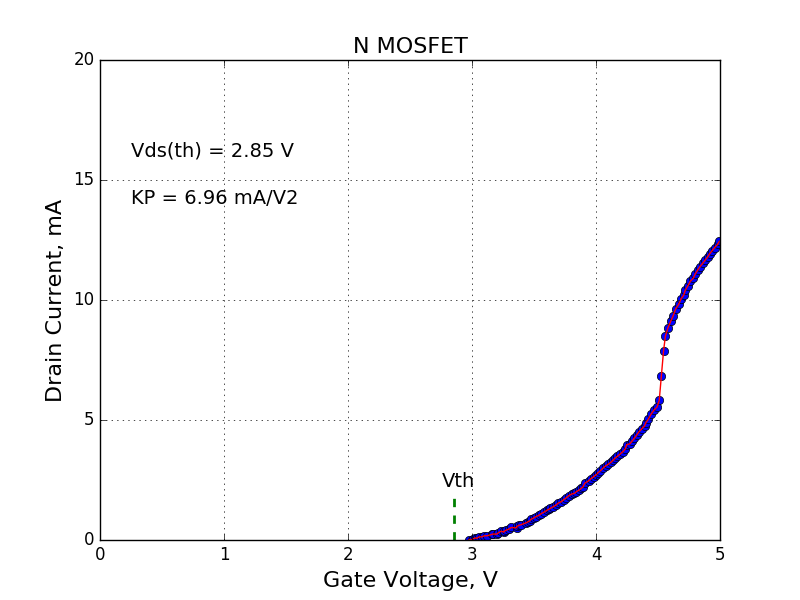 N MOSFET
20
15
10
5
0
Drain Current, mA
Vds(th) = 2.85 V
KP = 6.96 mA/V2
Vth
0 1 2 3 4 5
Gate Voltage, V